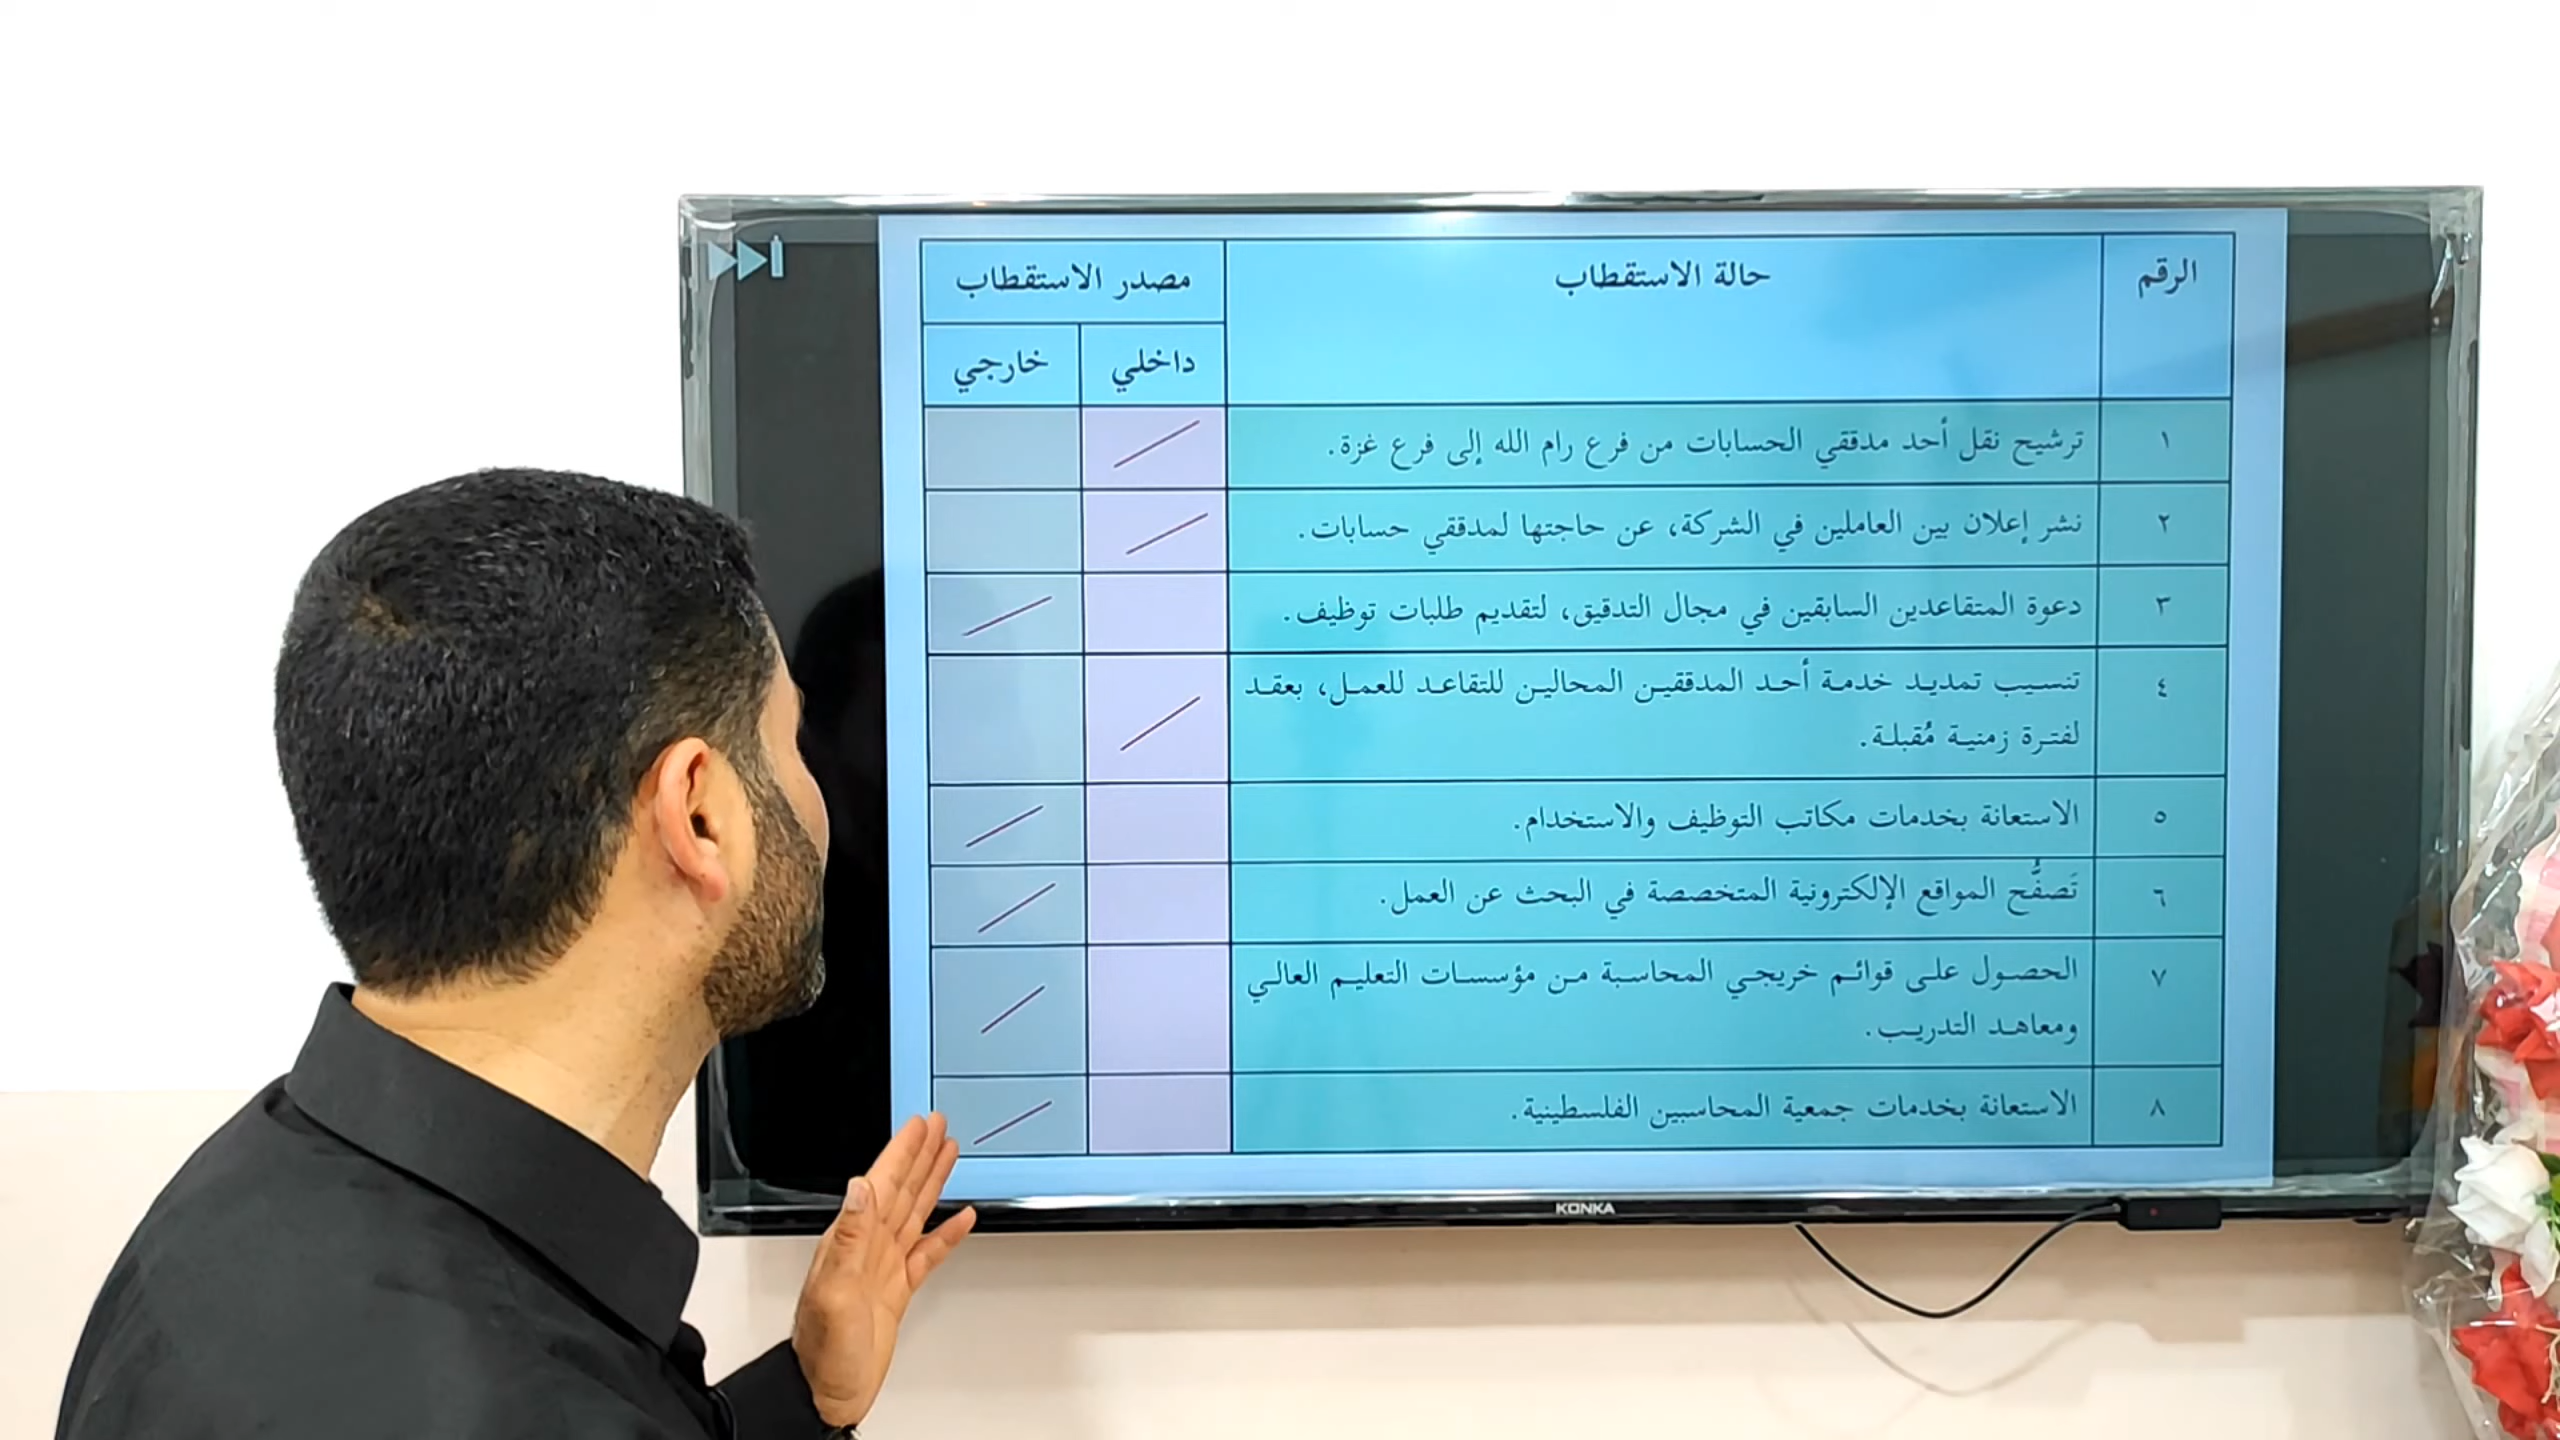 الرقم حالة الاستقطاب مصدر الاستقطاب
داخلي خارجي
١ ترشيح نقل أحد مدققي الحسابات من فرع رام الله إلى فرع غزة.
٢ نشر إعلان بين العاملين في الشركة، عن حاجتها لمدققي حسابات.
٣ دعوة المتقاعدين السابقين في مجال التدقيق، لتقديم طلبات توظيف.
٤ تنسيب تمديد خدمة أحد المدققين المحالين للتقاعد للعمل، بعقد
لفترة زمنية مُقبلة.
٥ الاستعانة بخدمات مكاتب التوظيف والاستخدام.
٦ تَصفُّح المواقع الإلكترونية المتخصصة في البحث عن العمل.
٧ الحصول على قوائم خريجي المحاسبة من مؤسسات التعليم العالي
ومعاهد التدريب.
٨ الاستعانة بخدمات جمعية المحاسبين الفلسطينية.
KONKA